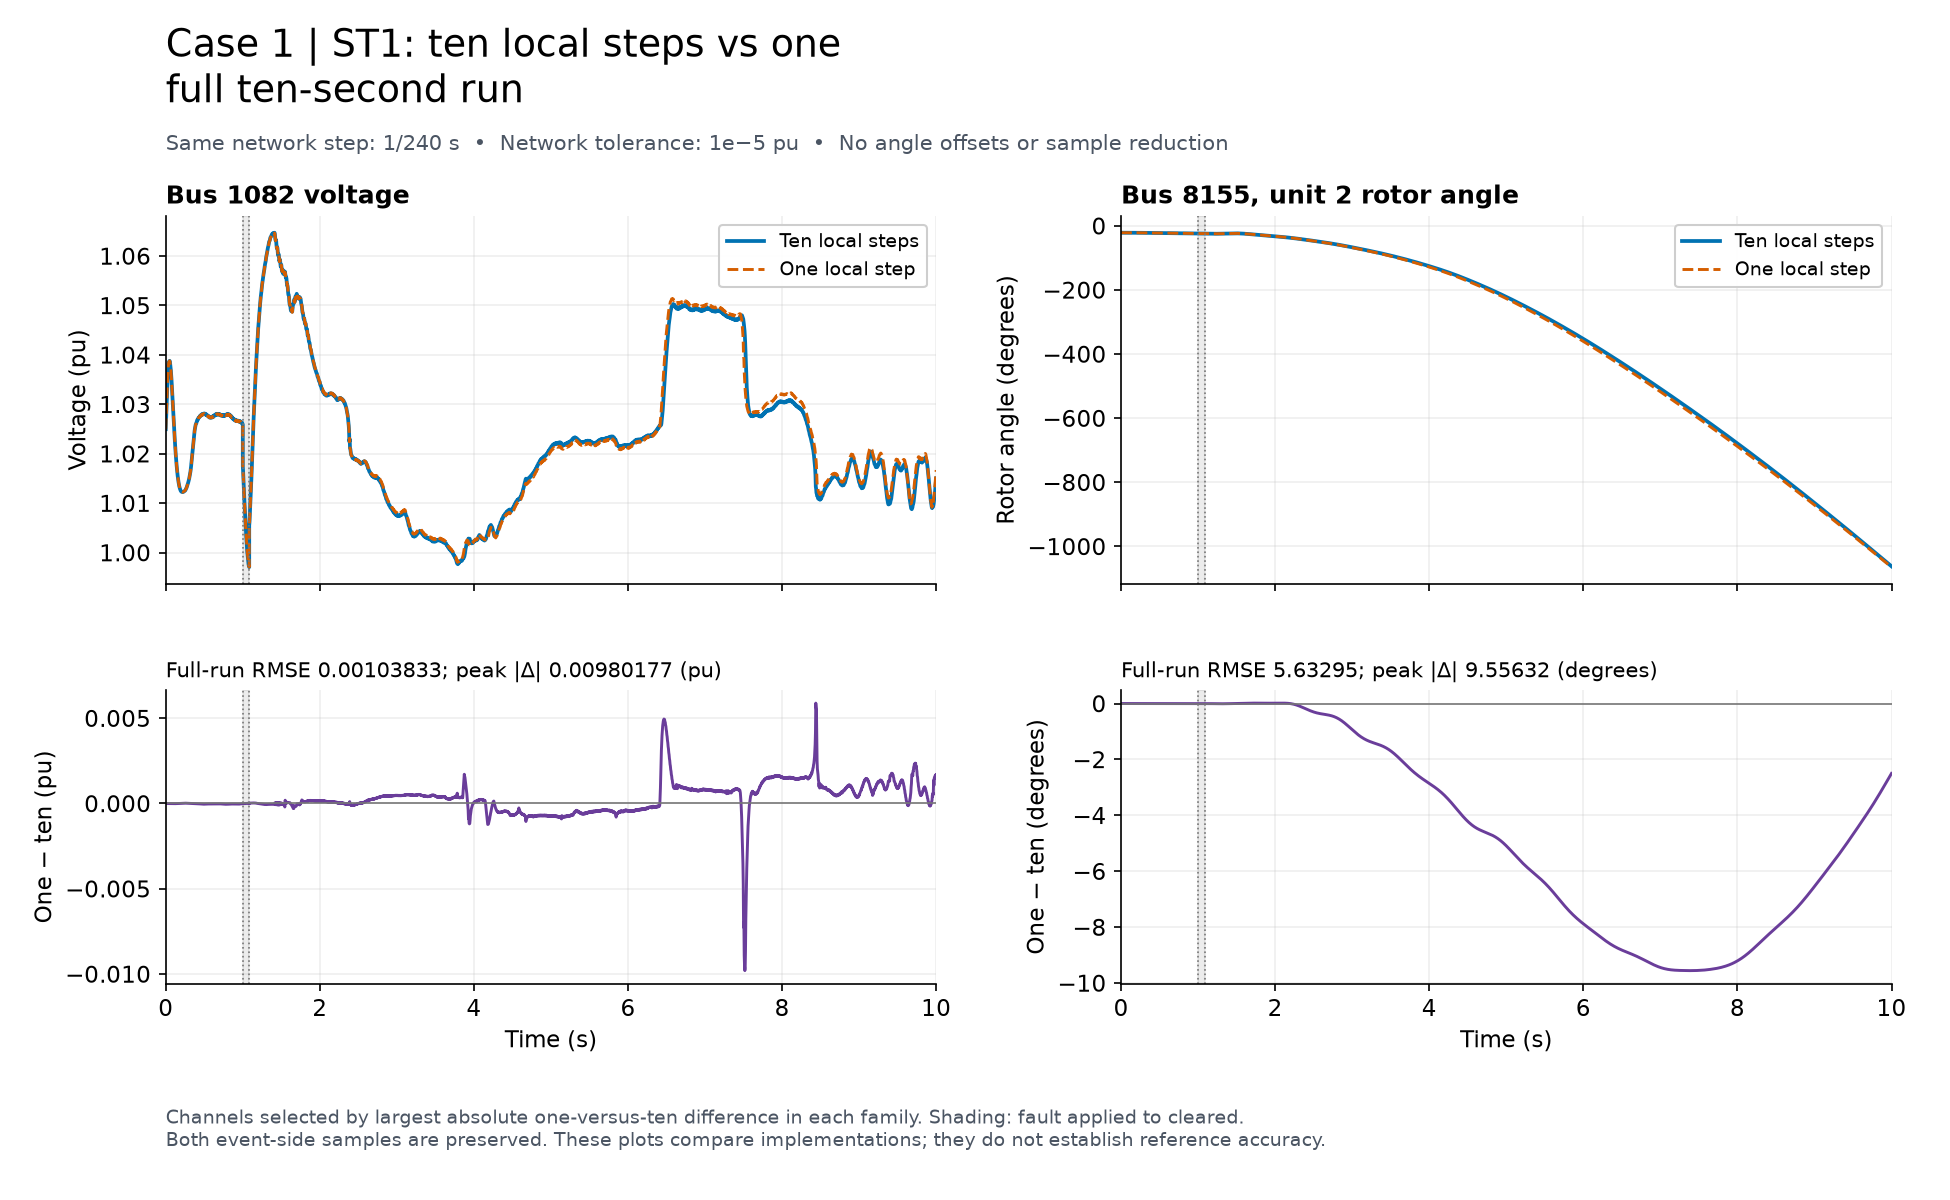 Case 1 | ST1: ten local steps vs one
full ten-second run
Same network step: 1/240 s • Network tolerance: 1e−5 pu • No angle offsets or sample reduction
Bus 1082 voltage
Voltage (pu)
1.06
1.05
1.04
1.03
1.02
1.01
1.00
Ten local steps
One local step
Bus 8155, unit 2 rotor angle
Rotor angle (degrees)
0
−200
−400
−600
−800
−1000
Ten local steps
One local step
Full-run RMSE 0.00103833; peak |Δ| 0.00980177 (pu)
One − ten (pu)
0.005
0.000
−0.005
−0.010
0
2
4
6
8
10
Time (s)
Full-run RMSE 5.63295; peak |Δ| 9.55632 (degrees)
One − ten (degrees)
0
−2
−4
−6
−8
−10
0
2
4
6
8
10
Time (s)
Channels selected by largest absolute one-versus-ten difference in each family. Shading: fault applied to cleared.
Both event-side samples are preserved. These plots compare implementations; they do not establish reference accuracy.